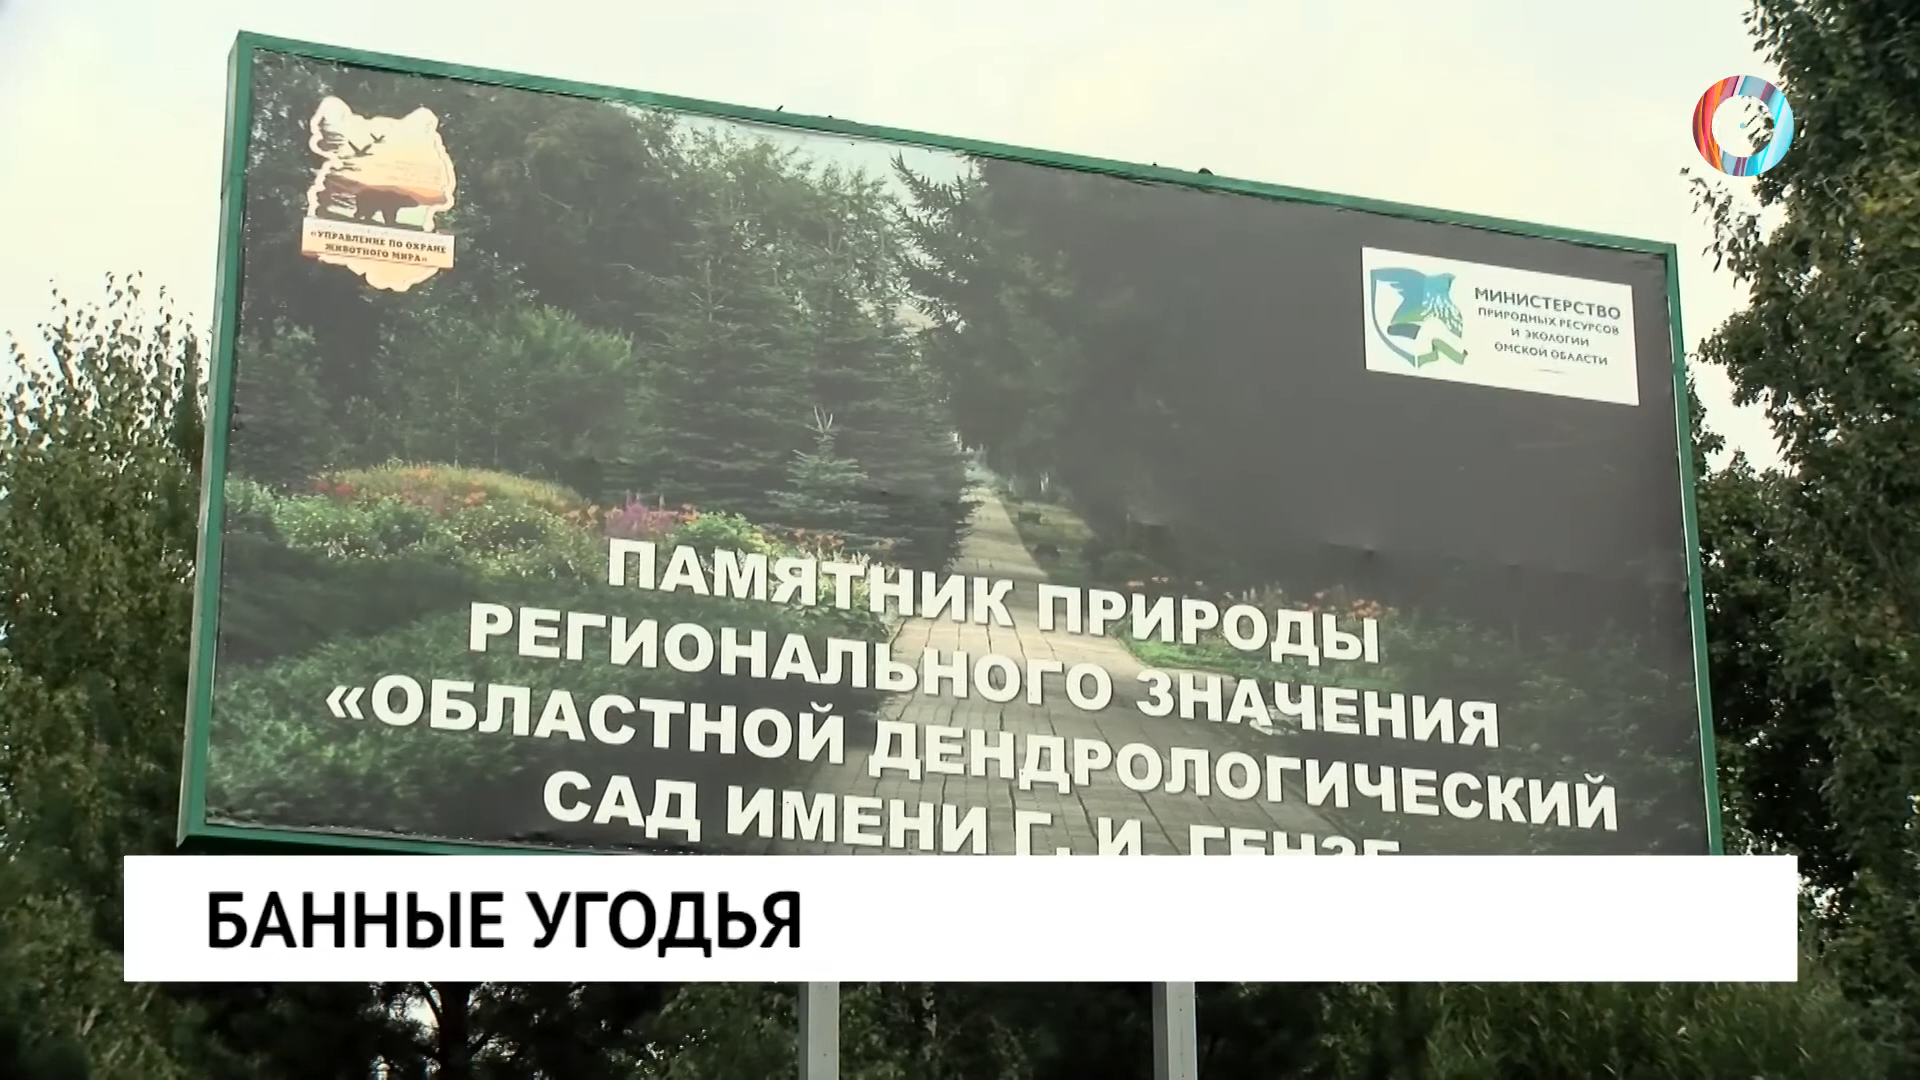 «УПРАВЛЕНИЕ ПО ОХРАНЕ
ЖИВОТНОГО МИРА»
МИНИСТЕРСТВО
ПРИРОДНЫХ РЕСУРСОВ
И ЭКОЛОГИИ
ОМСКОЙ ОБЛАСТИ
ПАМЯТНИК ПРИРОДЫ
РЕГИОНАЛЬНОГО ЗНАЧЕНИЯ
«ОБЛАСТНОЙ ДЕНДРОЛОГИЧЕСКИЙ
САД ИМЕНИ Г. И. ГЕНЗЕ
БАННЫЕ УГОДЬЯ